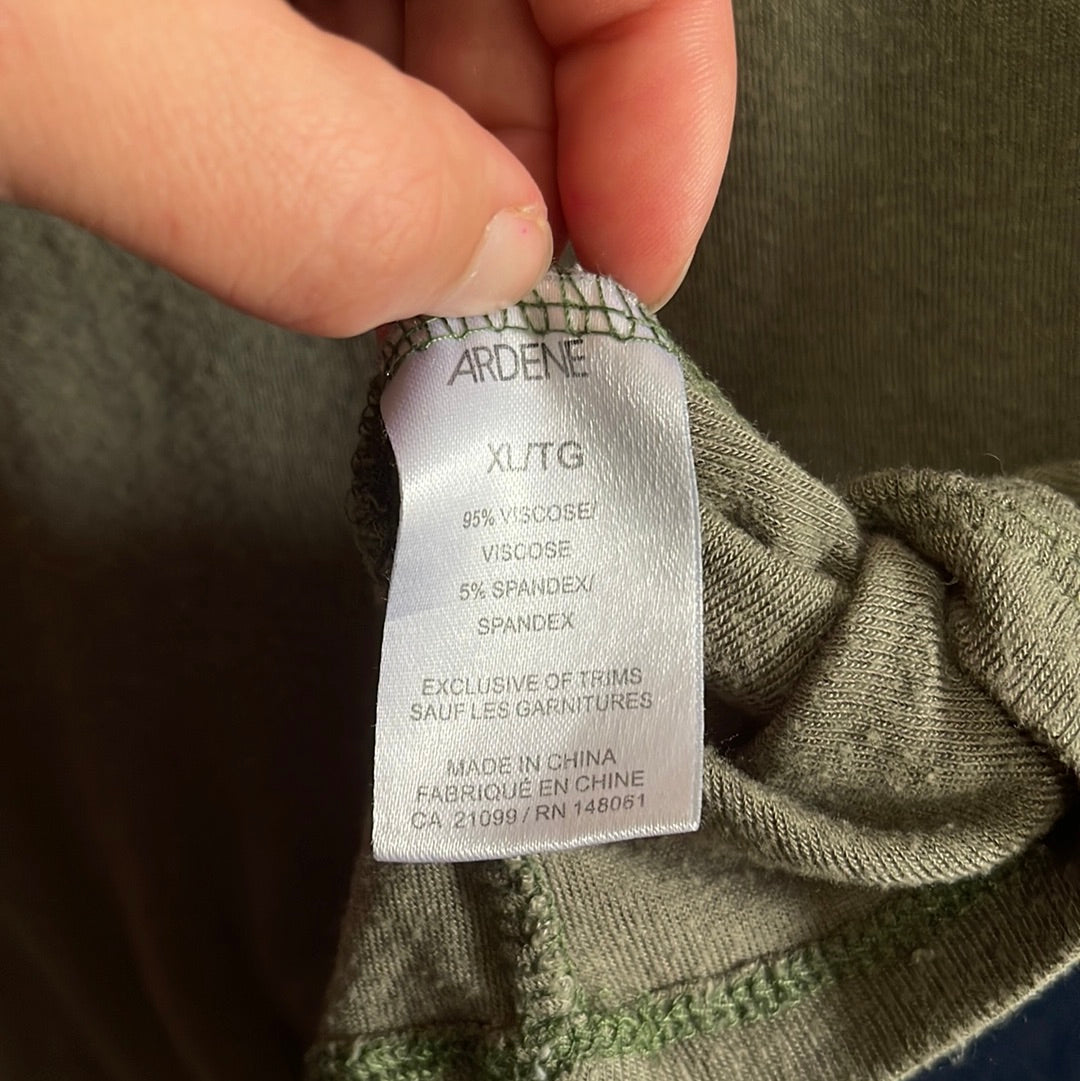 ARDENE
XL/TG
95% VISCOSE/
VISCOSE
5% SPANDEX/
SPANDEX
EXCLUSIVE OF TRIMS
SAUF LES GARNITURES
MADE IN CHINA
FABRIQUÉ EN CHINE
CA 21099 / RN 148061